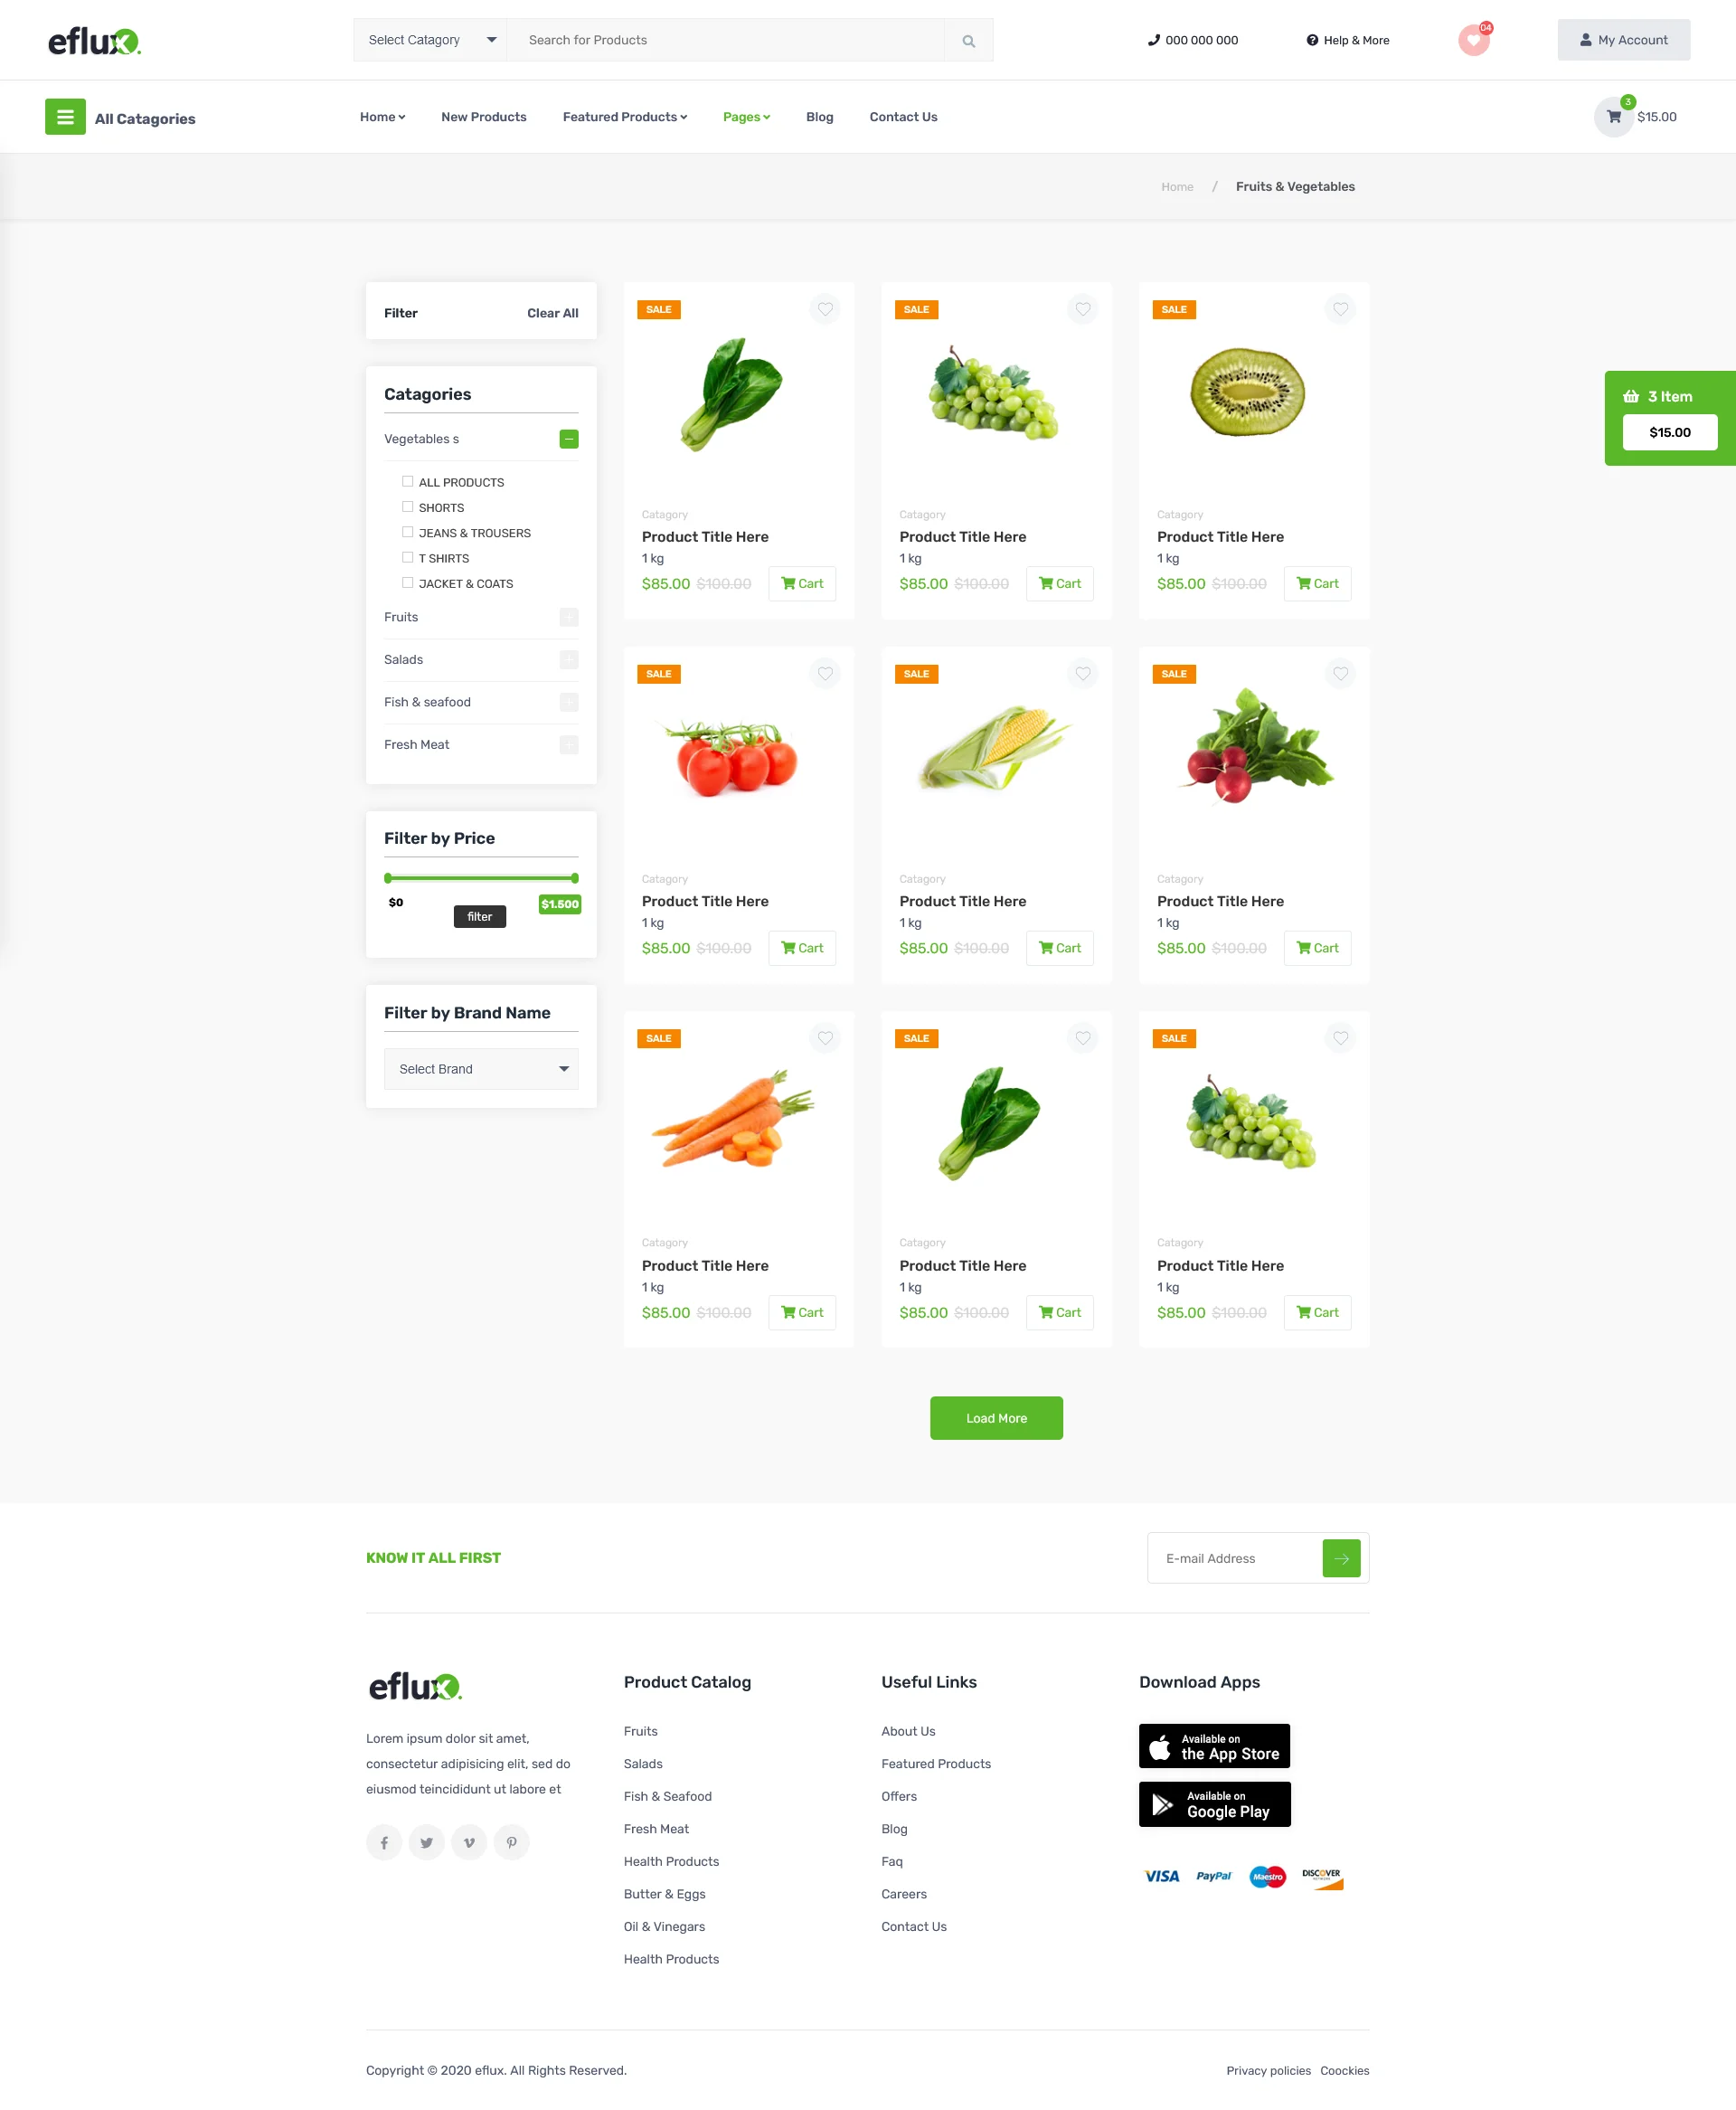 eflux.
Select Catagory
Search for Products
000 000 000
Help & More
04
My Account
All Catagories
Home
New Products
Featured Products
Pages
Blog
Contact Us
3
$15.00
Home / Fruits & Vegetables
Filter
Clear All
Catagories
Vegetables s
ALL PRODUCTS
SHORTS
JEANS & TROUSERS
T SHIRTS
JACKET & COATS
Fruits
Salads
Fish & seafood
Fresh Meat
Filter by Price
$0
$1.500
filter
Filter by Brand Name
Select Brand
SALE
Catagory
Product Title Here
1 kg
$85.00 $100.00
Cart
SALE
Catagory
Product Title Here
1 kg
$85.00 $100.00
Cart
SALE
Catagory
Product Title Here
1 kg
$85.00 $100.00
Cart
3 Item
$15.00
SALE
Catagory
Product Title Here
1 kg
$85.00 $100.00
Cart
SALE
Catagory
Product Title Here
1 kg
$85.00 $100.00
Cart
SALE
Catagory
Product Title Here
1 kg
$85.00 $100.00
Cart
SALE
Catagory
Product Title Here
1 kg
$85.00 $100.00
Cart
SALE
Catagory
Product Title Here
1 kg
$85.00 $100.00
Cart
SALE
Catagory
Product Title Here
1 kg
$85.00 $100.00
Cart
Load More
KNOW IT ALL FIRST
E-mail Address
eflux.
Lorem ipsum dolor sit amet,
consectetur adipisicing elit, sed do
eiusmod teincididunt ut labore et
Product Catalog
Fruits
Salads
Fish & Seafood
Fresh Meat
Health Products
Butter & Eggs
Oil & Vinegars
Health Products
Useful Links
About Us
Featured Products
Offers
Blog
Faq
Careers
Contact Us
Download Apps
Available on
the App Store
Available on
Google Play
VISA
PayPal
Maestro
DISCOVER
NETWORK
Copyright © 2020 eflux. All Rights Reserved.
Privacy policies
Coockies